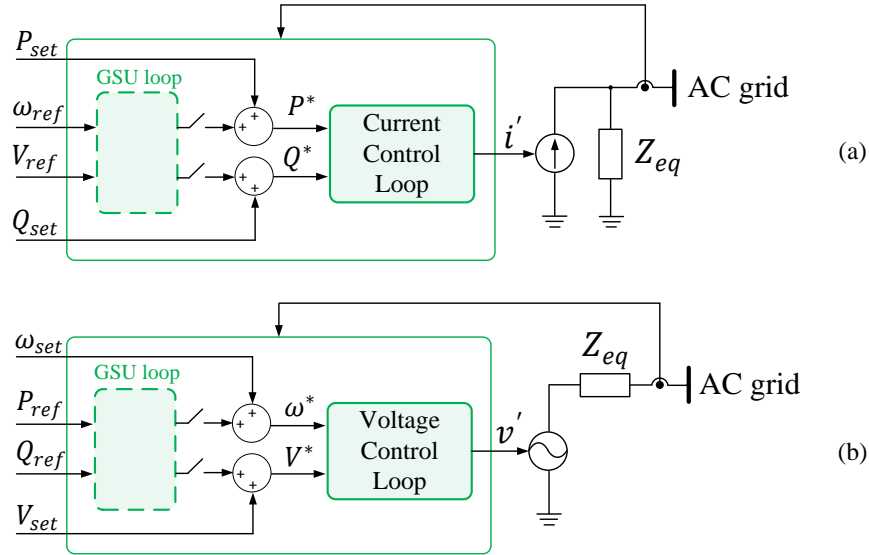 P_set
GSU loop
ω_ref
V_ref
Q_set
+ +
+ +
P*
Q*
Current
Control
Loop
i′
Z_eq
AC grid
(a)
ω_set
GSU loop
P_ref
Q_ref
V_set
+ +
+ +
ω*
V*
Voltage
Control
Loop
v′
Z_eq
AC grid
(b)